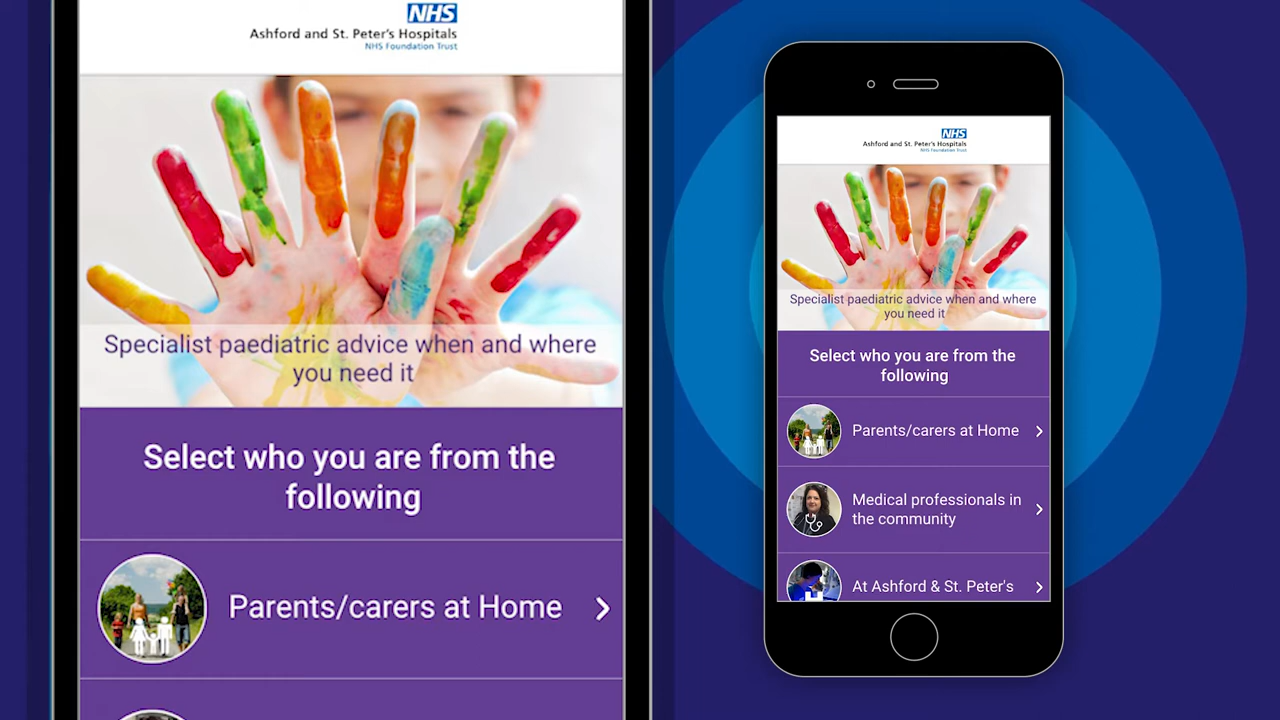 NHS
Ashford and St. Peter's Hospitals
NHS Foundation Trust
Specialist paediatric advice when and where
you need it
Select who you are from the
following
Parents/carers at Home
NHS
Ashford and St. Peter's Hospitals
NHS Foundation Trust
Specialist paediatric advice when and where
you need it
Select who you are from the
following
Parents/carers at Home
Medical professionals in
the community
At Ashford & St. Peter's